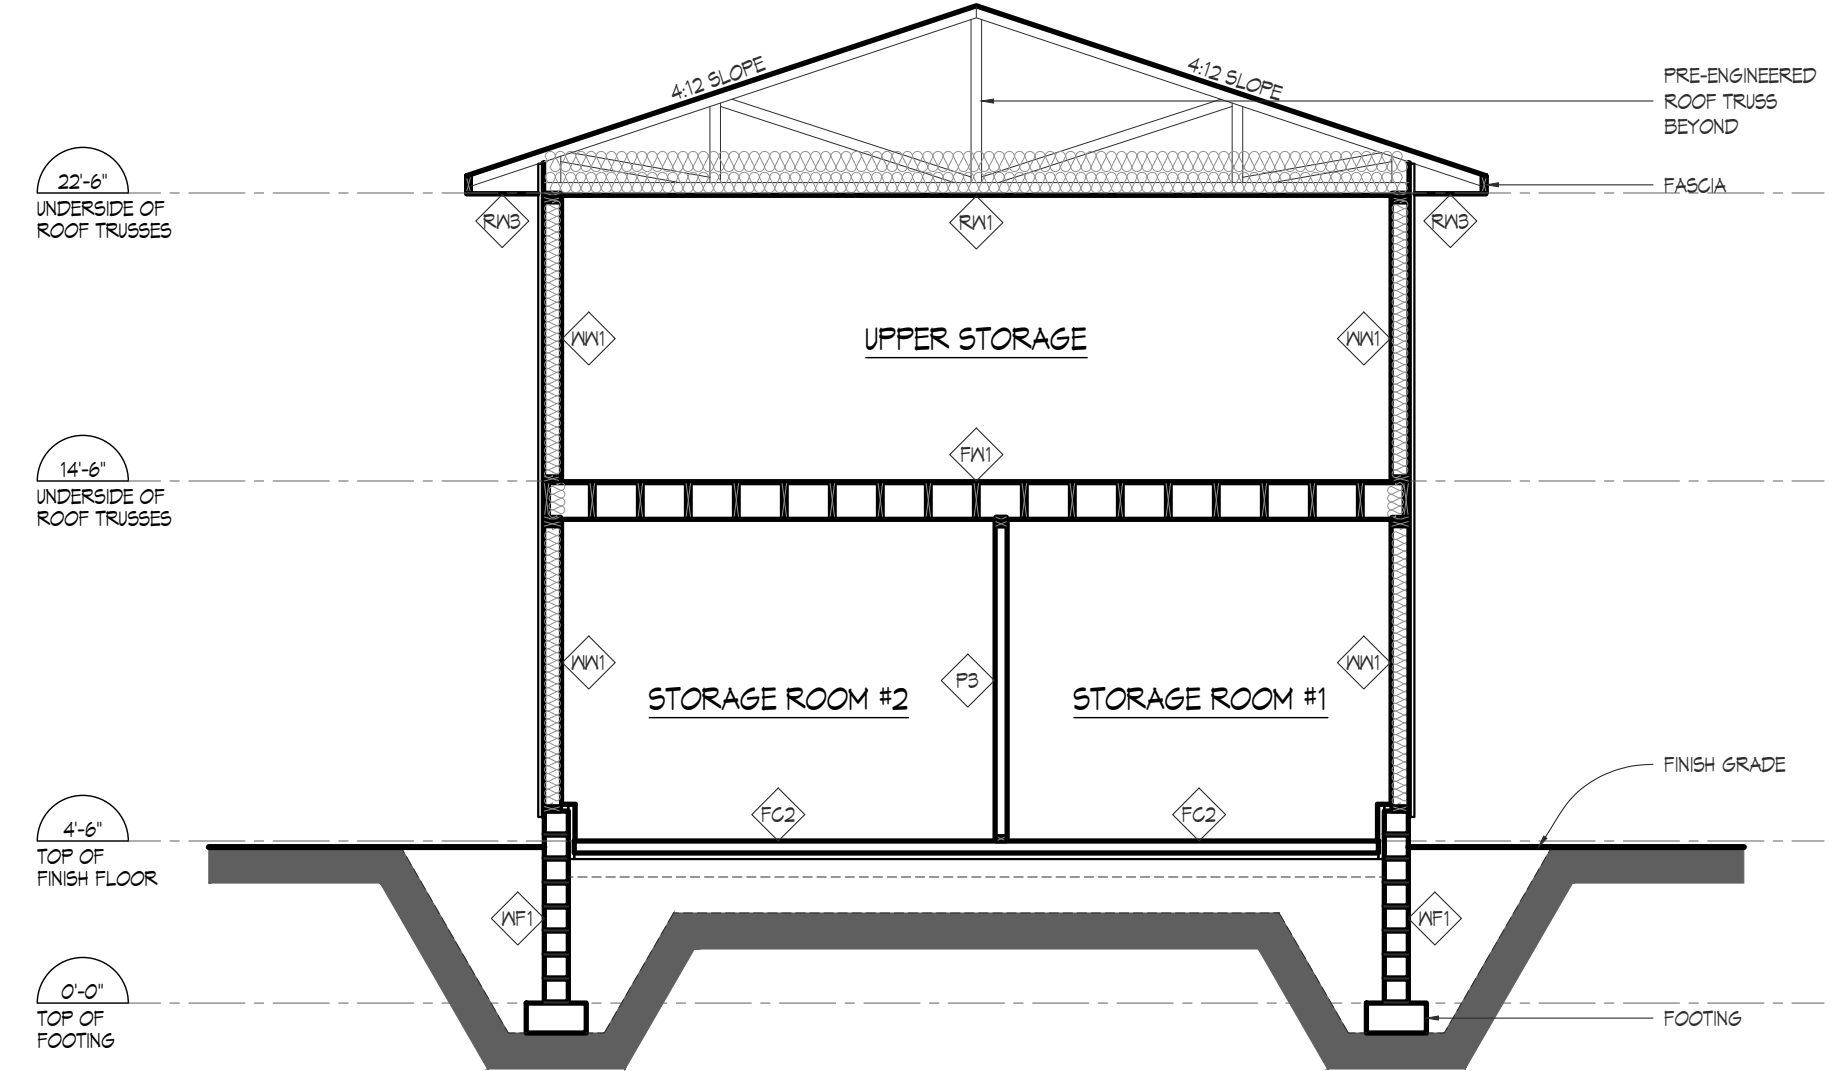 4:12 SLOPE
4:12 SLOPE
PRE-ENGINEERED
ROOF TRUSS
BEYOND
22'-6"
UNDERSIDE OF
ROOF TRUSSES
FASCIA
RW3
RW1
RW3
WW1
UPPER STORAGE
WW1
FW1
14'-6"
UNDERSIDE OF
ROOF TRUSSES
WW1
STORAGE ROOM #2
P3
STORAGE ROOM #1
WW1
FINISH GRADE
FC2
FC2
4'-6"
TOP OF
FINISH FLOOR
WF1
WF1
0'-0"
TOP OF
FOOTING
FOOTING